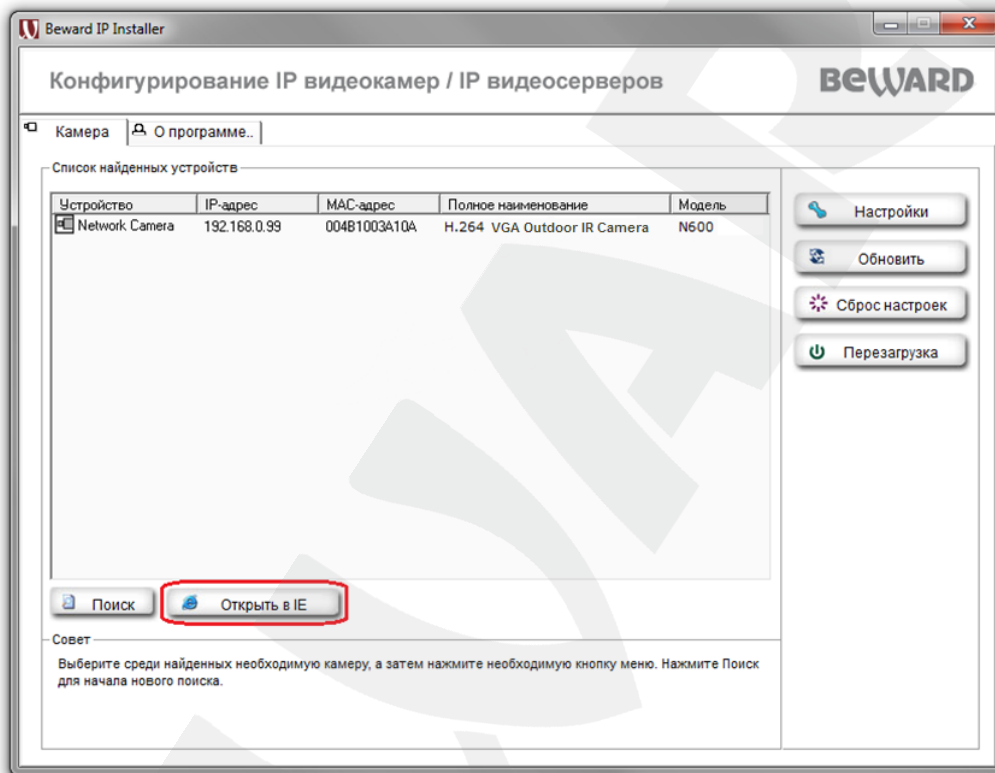 Beward IP Installer
Конфигурирование IP видеокамер / IP видеосерверов
BEWARD
Камера О программе..
Список найденных устройств
Устройство IP-адрес MAC-адрес Полное наименование Модель
Network Camera 192.168.0.99 004B1003A10A H.264 VGA Outdoor IR Camera N600
Настройки
Обновить
Сброс настроек
Перезагрузка
Поиск Открыть в IE
Совет
Выберите среди найденных необходимую камеру, а затем нажмите необходимую кнопку меню. Нажмите Поиск
для начала нового поиска.